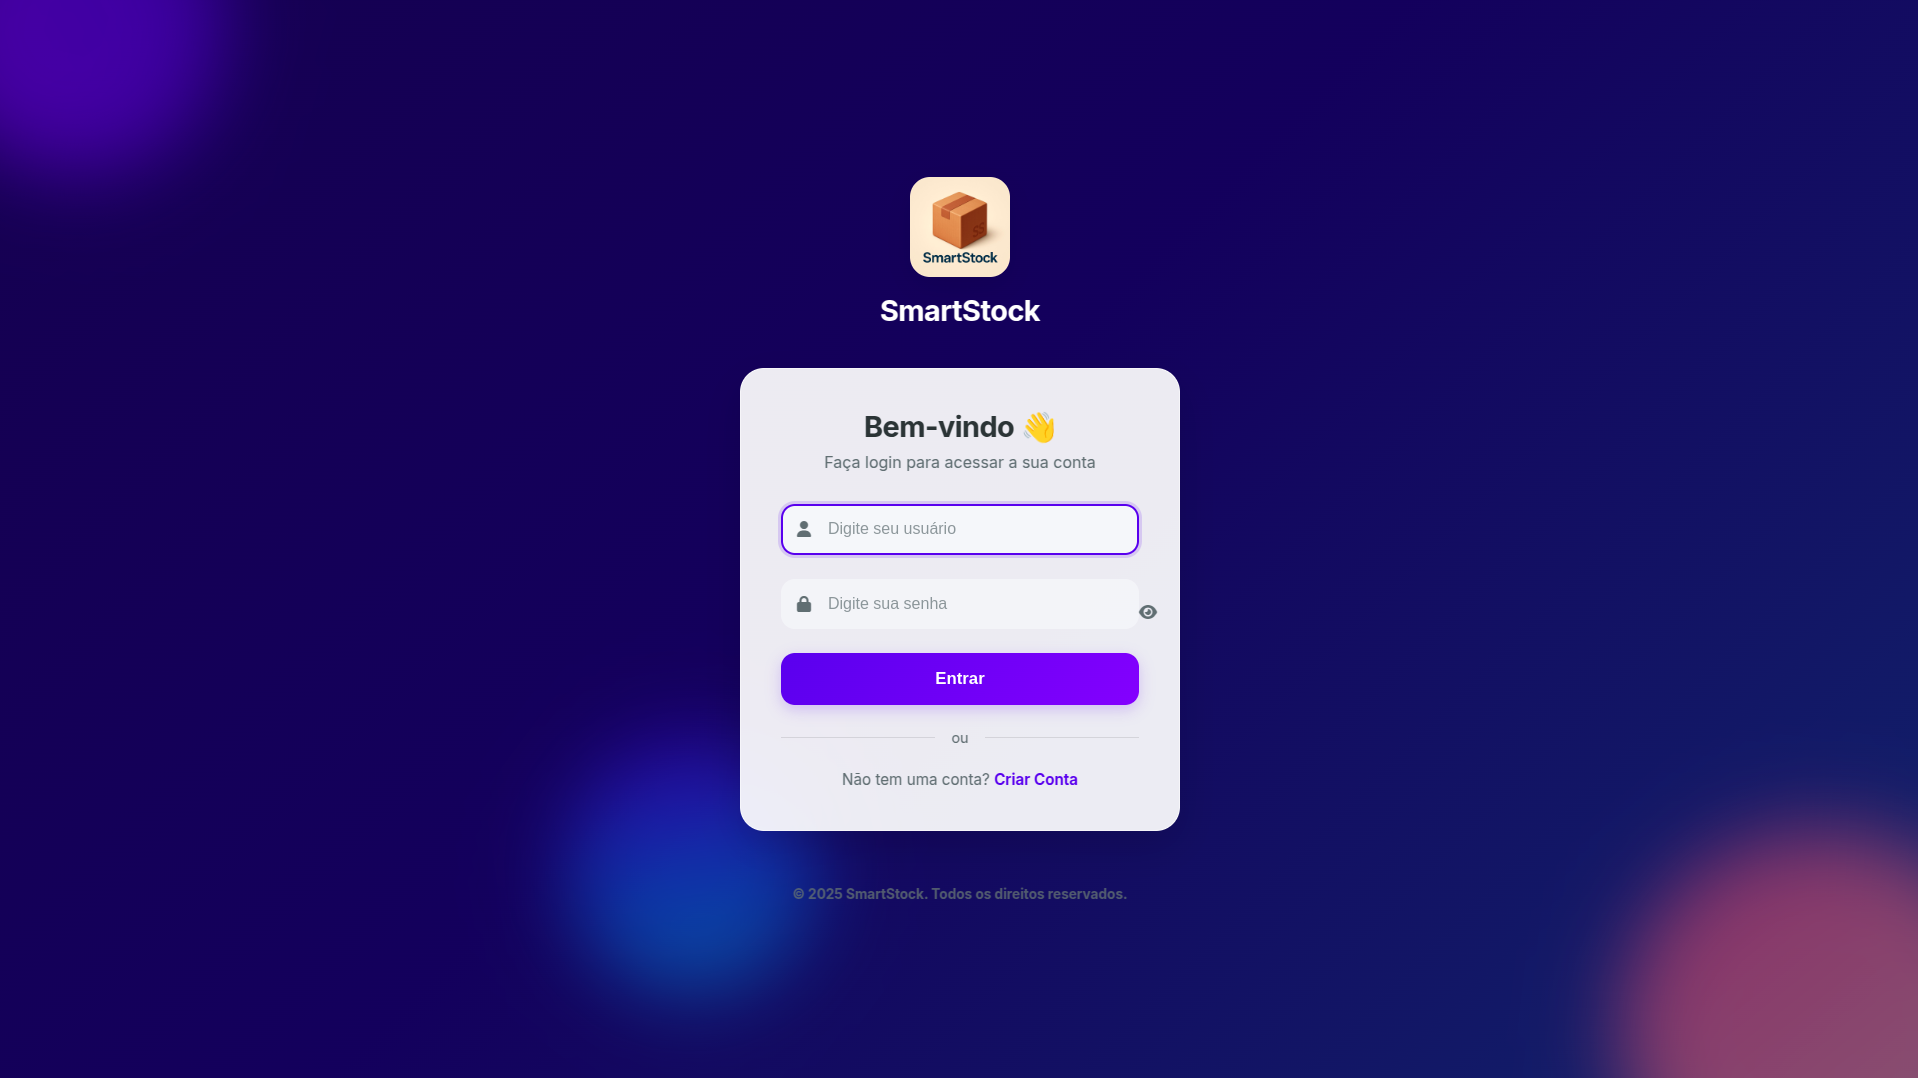 SS
SmartStock
SmartStock
Bem-vindo 👋
Faça login para acessar a sua conta
Digite seu usuário
Digite sua senha
Entrar
ou
Não tem uma conta? Criar Conta
© 2025 SmartStock. Todos os direitos reservados.